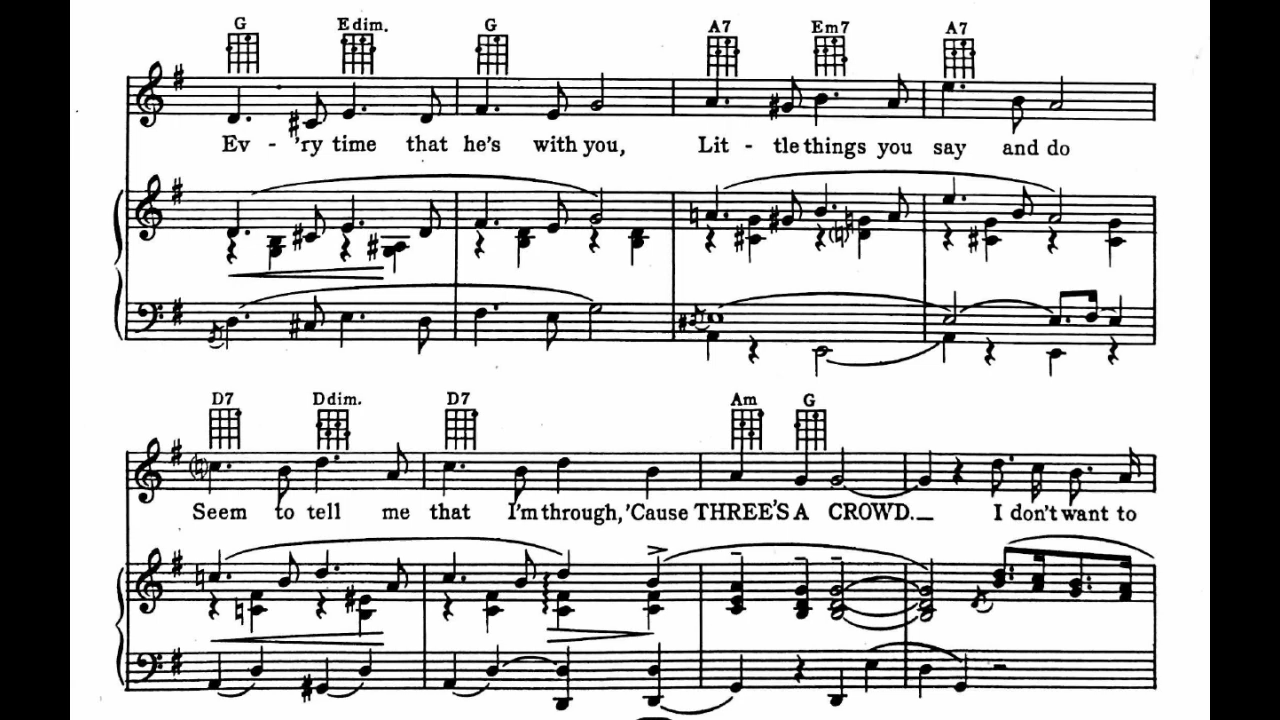 G Edim. G A7 Em7 A7
Ev - 'ry time that he's with you, Lit - tle things you say and do
D7 Ddim. D7 Am G
Seem to tell me that I'm through, 'Cause THREE'S A CROWD. I don't want to